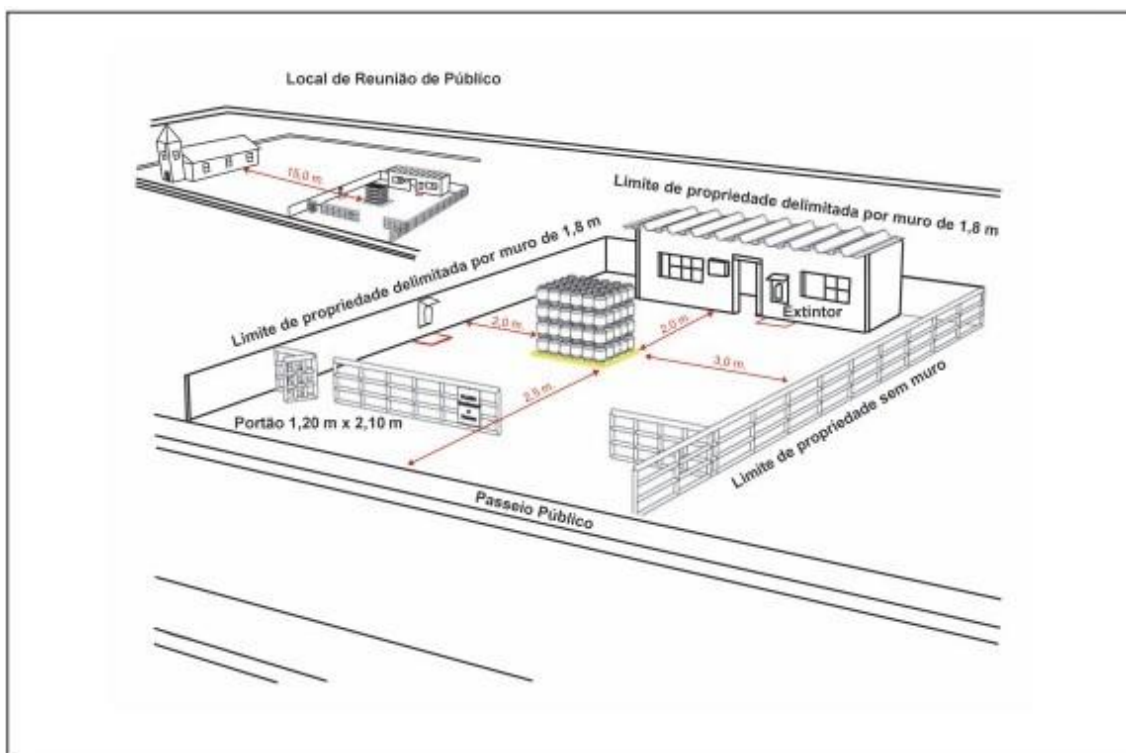 Local de Reunião de Público
15,0 m.
Limite de propriedade delimitada por muro de 1,8 m
Limite de propriedade delimitada por muro de 1,8 m
Extintor
2,0 m.
2,0 m.
3,0 m.
2,5 m.
Portão 1,20 m x 2,10 m
Limite de propriedade sem muro
Passeio Público